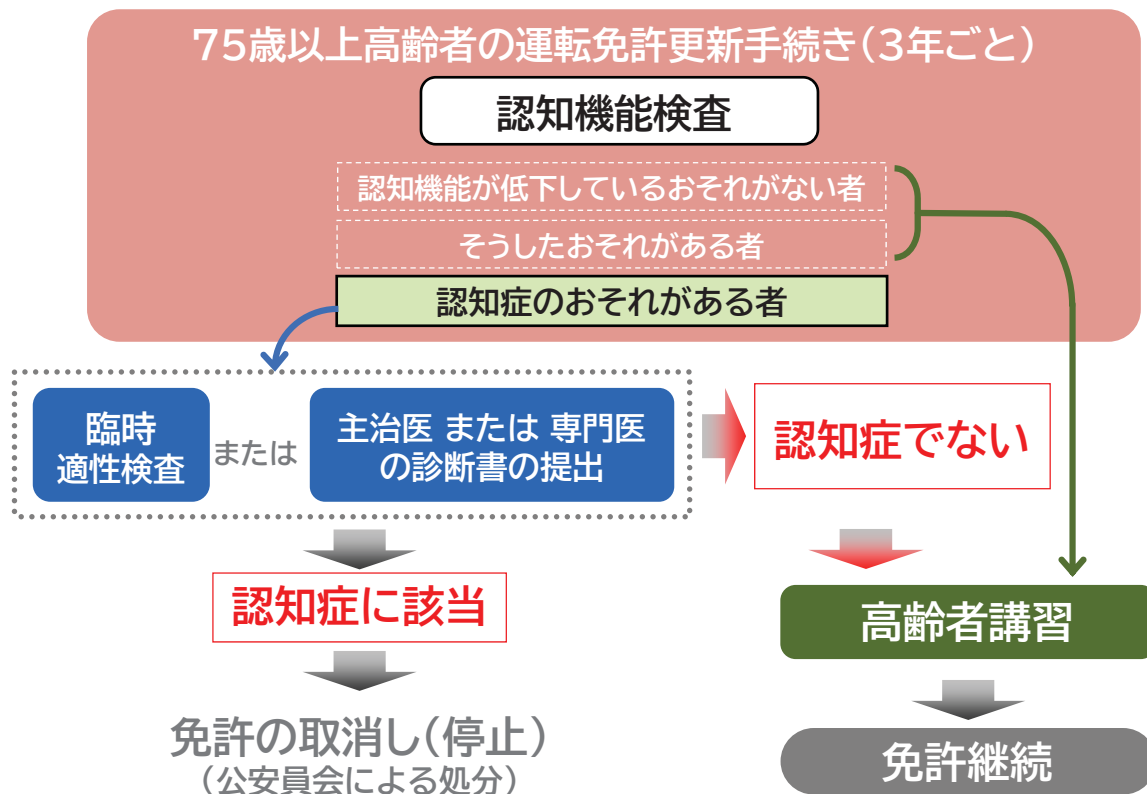 75歳以上高齢者の運転免許更新手続き(3年ごと)
認知機能検査
認知機能が低下しているおそれがない者
そうしたおそれがある者
認知症のおそれがある者
臨時
適性検査
または
主治医 または 専門医
の診断書の提出
認知症でない
認知症に該当
高齢者講習
免許の取消し(停止)
(公安員会による処分)
免許継続